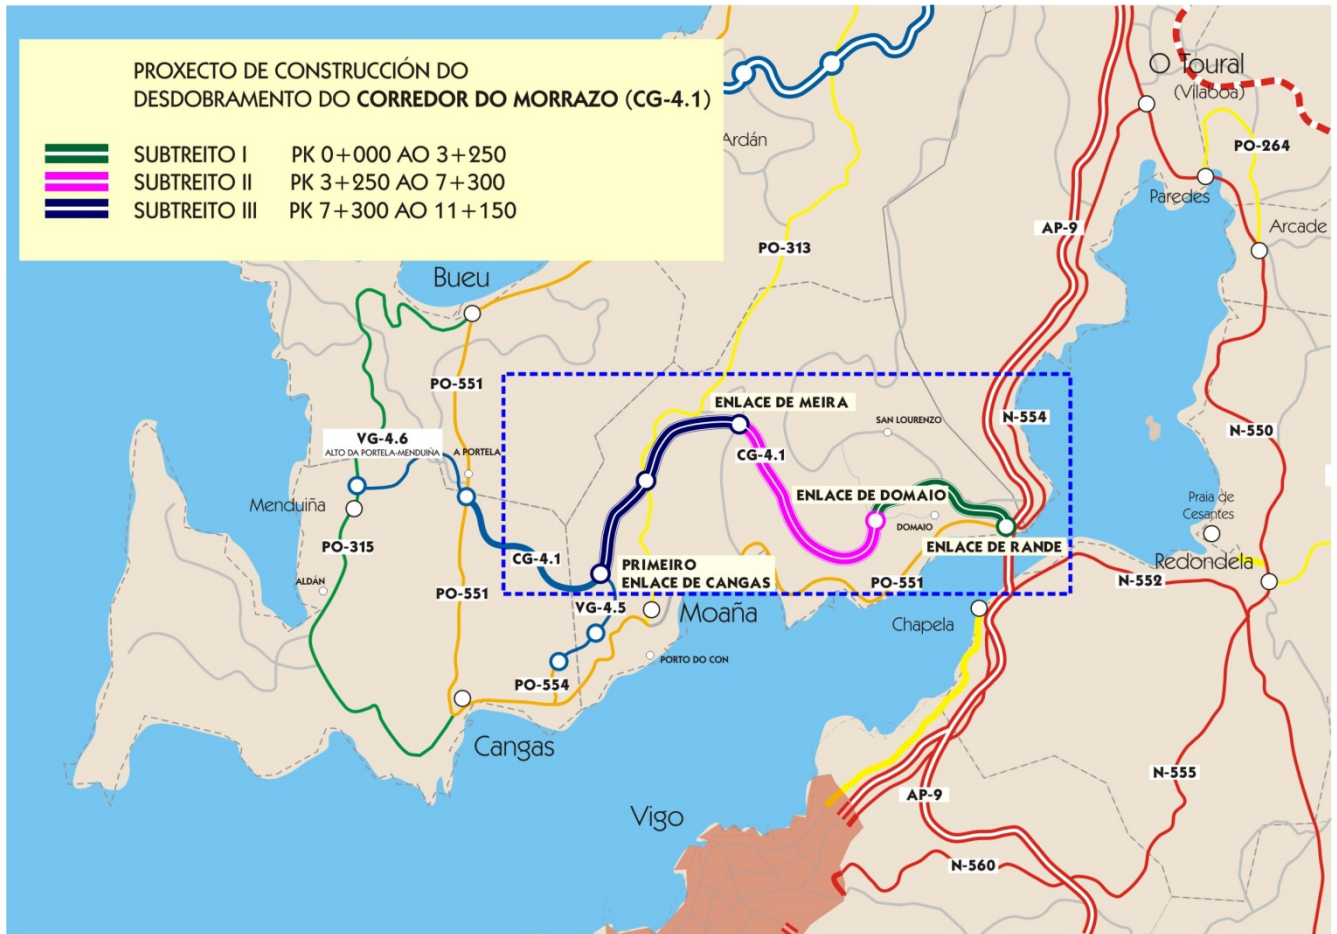 PROXECTO DE CONSTRUCCIÓN DO
DESDOBRAMENTO DO CORREDOR DO MORRAZO (CG-4.1)
SUBTREITO I PK 0+000 AO 3+250
SUBTREITO II PK 3+250 AO 7+300
SUBTREITO III PK 7+300 AO 11+150
O Toural
(Vilaboa)
Ardán
PO-264
Paredes
AP-9
Arcade
PO-313
Bueu
PO-551
ENLACE DE MEIRA
SAN LOURENZO
N-554
N-550
VG-4.6
ALTO DA PORTELA-MENDUIÑA
A PORTELA
CG-4.1
Menduiña
ENLACE DE DOMAIO
DOMAIO
Praia de
Cesantes
PO-315
ENLACE DE RANDE
CG-4.1
PRIMEIRO
ENLACE DE CANGAS
Redondela
ALDÁN
PO-551
PO-551
N-552
VG-4.5
Moaña
Chapela
PORTO DO CON
PO-554
Cangas
N-555
AP-9
Vigo
N-560